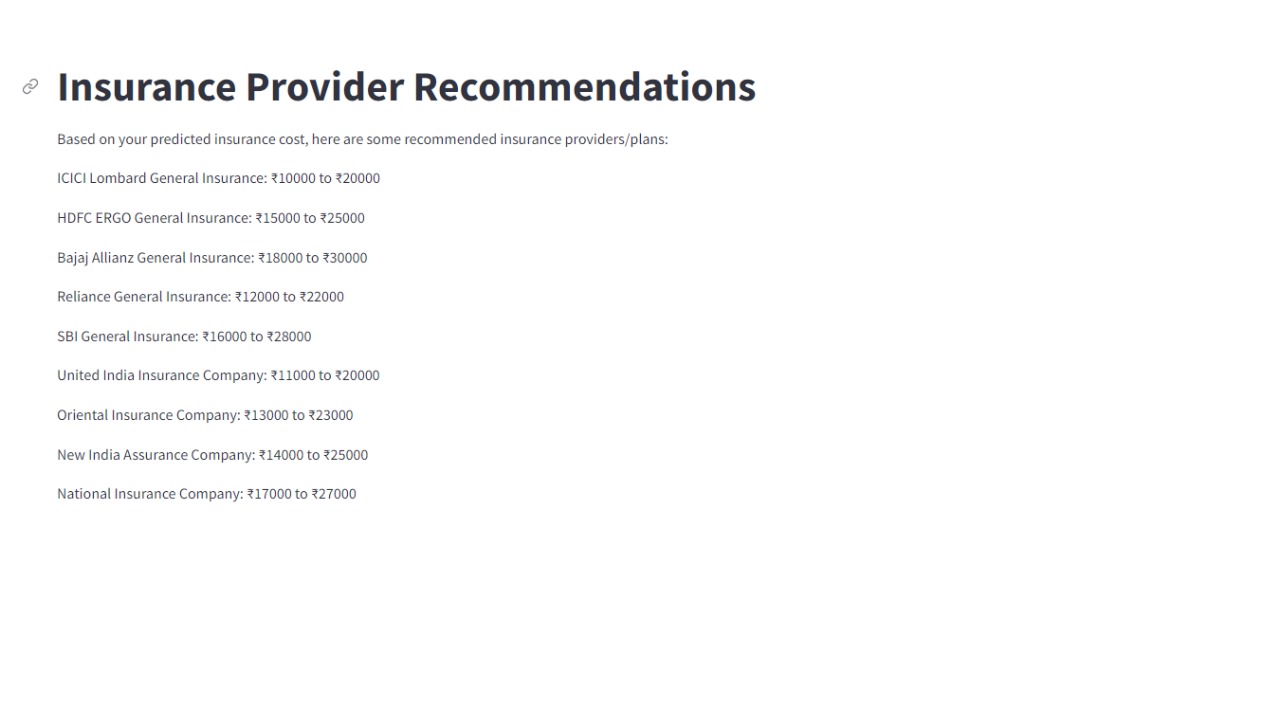 Insurance Provider Recommendations
Based on your predicted insurance cost, here are some recommended insurance providers/plans:
ICICI Lombard General Insurance: ₹10000 to ₹20000
HDFC ERGO General Insurance: ₹15000 to ₹25000
Bajaj Allianz General Insurance: ₹18000 to ₹30000
Reliance General Insurance: ₹12000 to ₹22000
SBI General Insurance: ₹16000 to ₹28000
United India Insurance Company: ₹11000 to ₹20000
Oriental Insurance Company: ₹13000 to ₹23000
New India Assurance Company: ₹14000 to ₹25000
National Insurance Company: ₹17000 to ₹27000